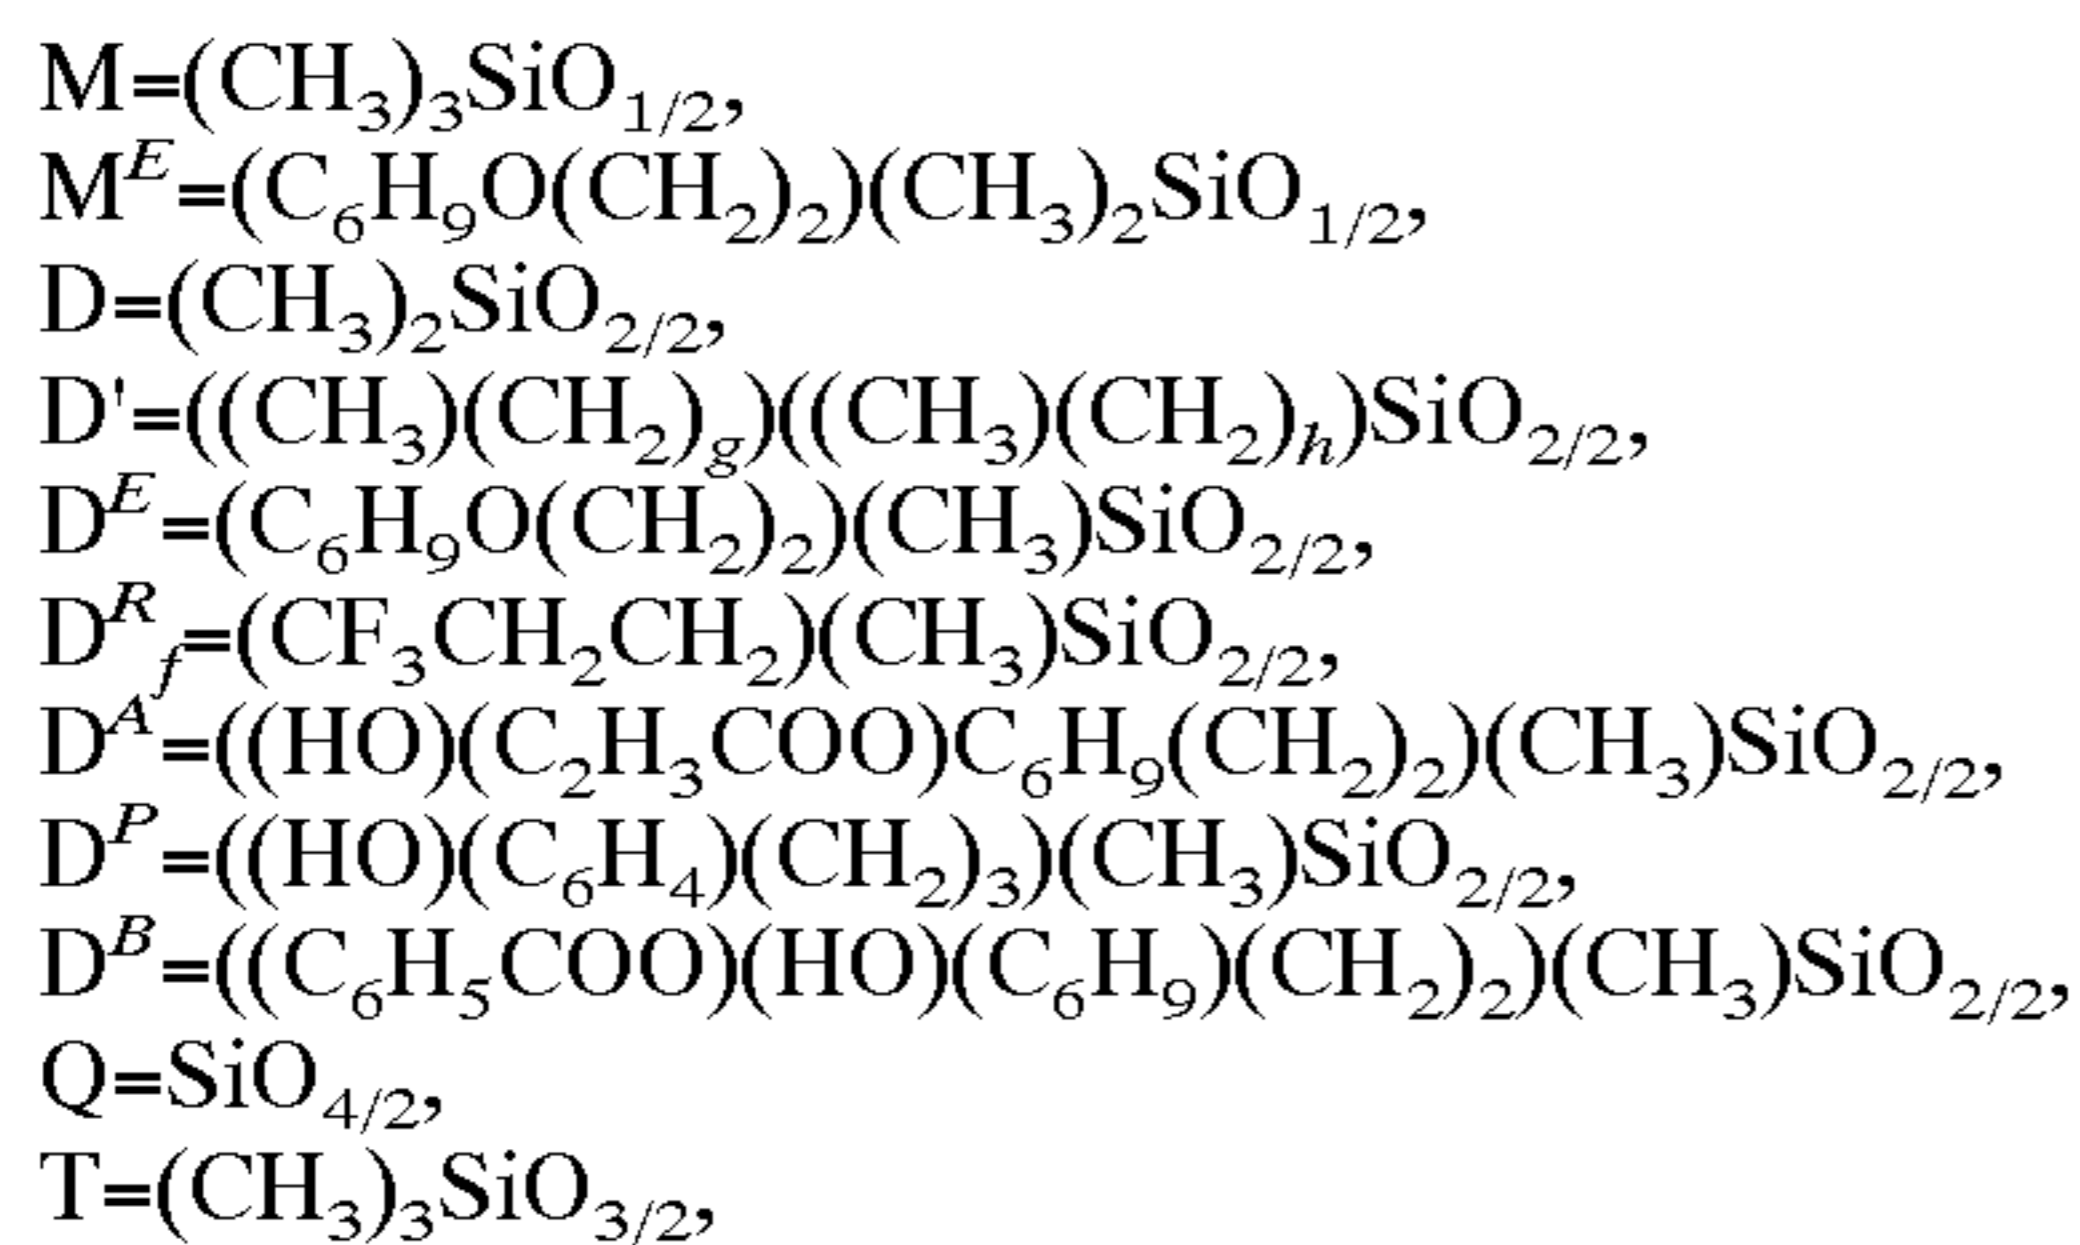 M=(CH₃)₃SiO₁/₂,
Mᴱ=(C₆H₉O(CH₂)₂)(CH₃)₂SiO₁/₂,
D=(CH₃)₂SiO₂/₂,
D'=((CH₃)(CH₂)g)((CH₃)(CH₂)ₕ)SiO₂/₂,
Dᴱ=(C₆H₉O(CH₂)₂)(CH₃)SiO₂/₂,
Dᴿf=(CF₃CH₂CH₂)(CH₃)SiO₂/₂,
Dᴬ=((HO)(C₂H₃COO)C₆H₉(CH₂)₂)(CH₃)SiO₂/₂,
Dᴾ=((HO)(C₆H₄)(CH₂)₃)(CH₃)SiO₂/₂,
Dᴮ=((C₆H₅COO)(HO)(C₆H₉)(CH₂)₂)(CH₃)SiO₂/₂,
Q=SiO₄/₂,
T=(CH₃)₃SiO₃/₂,